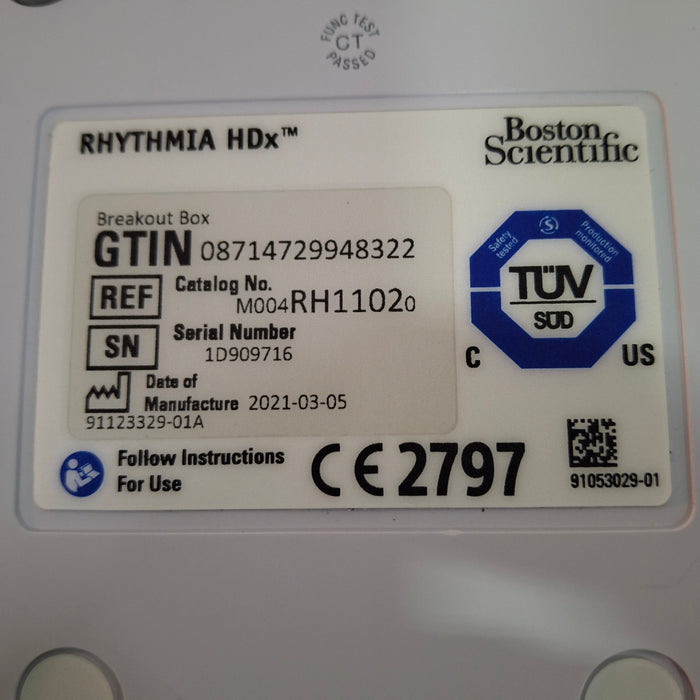 FUNC TEST
CT
PASSED
RHYTHMIA HDx™
Boston
Scientific
Breakout Box
GTIN 08714729948322
REF Catalog No.
M004RH11020
SN Serial Number
1D909716
Date of
Manufacture 2021-03-05
91123329-01A
Safety tested
Production monitored
S
TÜV
SÜD
C US
Follow Instructions
For Use
CE 2797
91053029-01